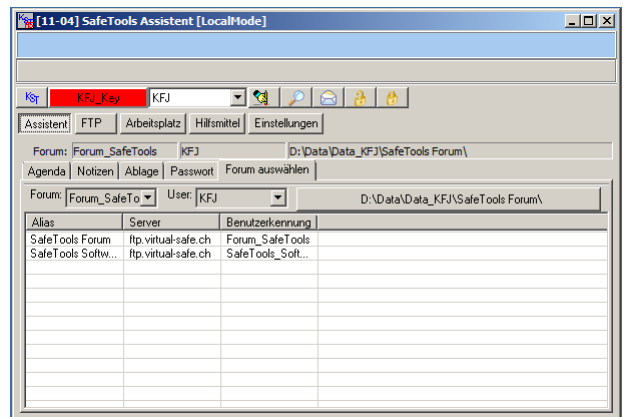 [11-04] SafeTools Assistent [LocalMode]
KST KFJ_Key KFJ
Assistent FTP Arbeitsplatz Hilfsmittel Einstellungen
Forum: Forum_SafeTools KFJ D:\Data\Data_KFJ\SafeTools Forum\
Agenda Notizen Ablage Passwort Forum auswählen
Forum: Forum_SafeTo User: KFJ D:\Data\Data_KFJ\SafeTools Forum\
Alias Server Benutzerkennung
SafeTools Forum ftp.virtual-safe.ch Forum_SafeTools
SafeTools Softw... ftp.virtual-safe.ch SafeTools_Soft...